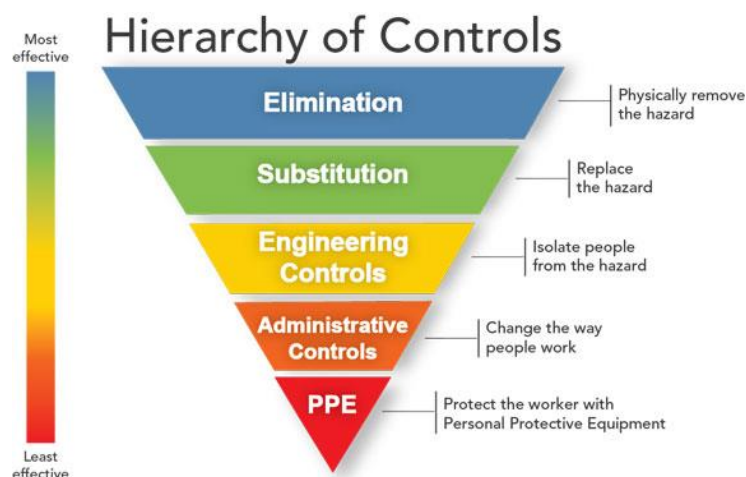 Hierarchy of Controls
Most
effective
Elimination
Physically remove
the hazard
Substitution
Replace
the hazard
Engineering
Controls
Isolate people
from the hazard
Administrative
Controls
Change the way
people work
PPE
Protect the worker with
Personal Protective Equipment
Least
effective